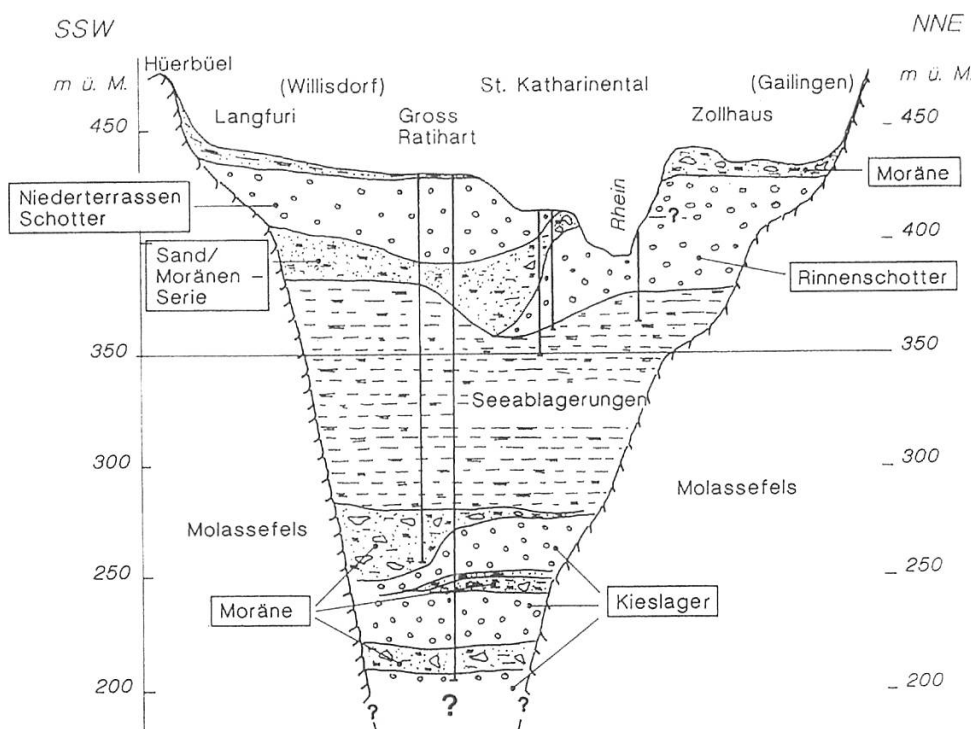 SSW
NNE
Hüerbüel
m ü. M.
(Willisdorf)
St. Katharinental
(Gailingen)
m ü. M.
Langfuri
Gross
Ratihart
Zollhaus
450
450
Moräne
Niederterrassen
Schotter
Rhein
?
400
Sand/
Moränen –
Serie
Rinnenschotter
350
350
Seeablagerungen
300
300
Molassefels
Molassefels
250
250
Moräne
Kieslager
200
200
?
?
?